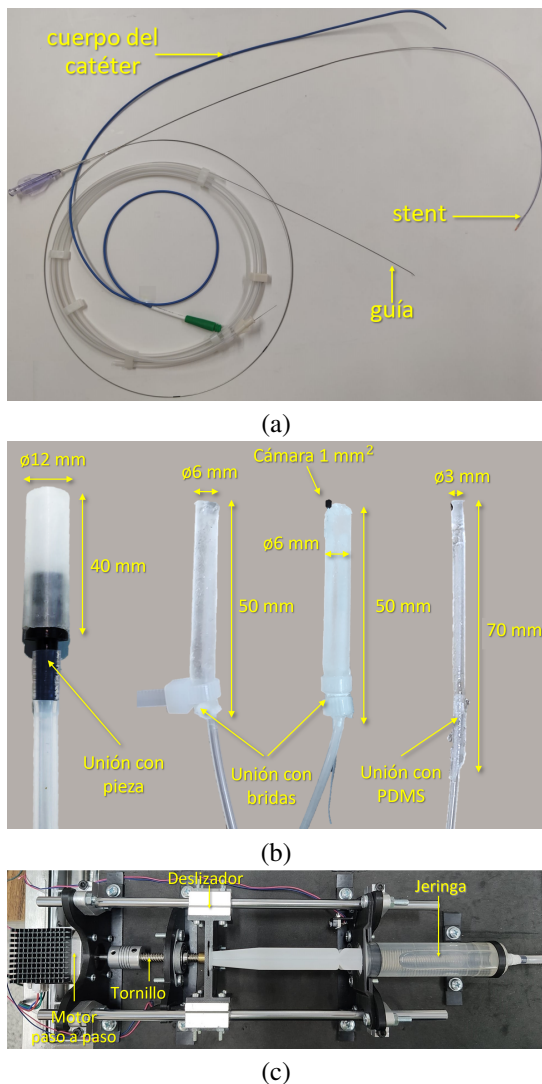 cuerpo del
catéter
stent
guía
(a)
ø12 mm
40 mm
Unión con
pieza
ø6 mm
50 mm
Unión con
bridas
Cámara 1 mm²
ø6 mm
50 mm
ø3 mm
70 mm
Unión con
PDMS
(b)
Deslizador
Jeringa
Tornillo
Motor
paso a paso
(c)